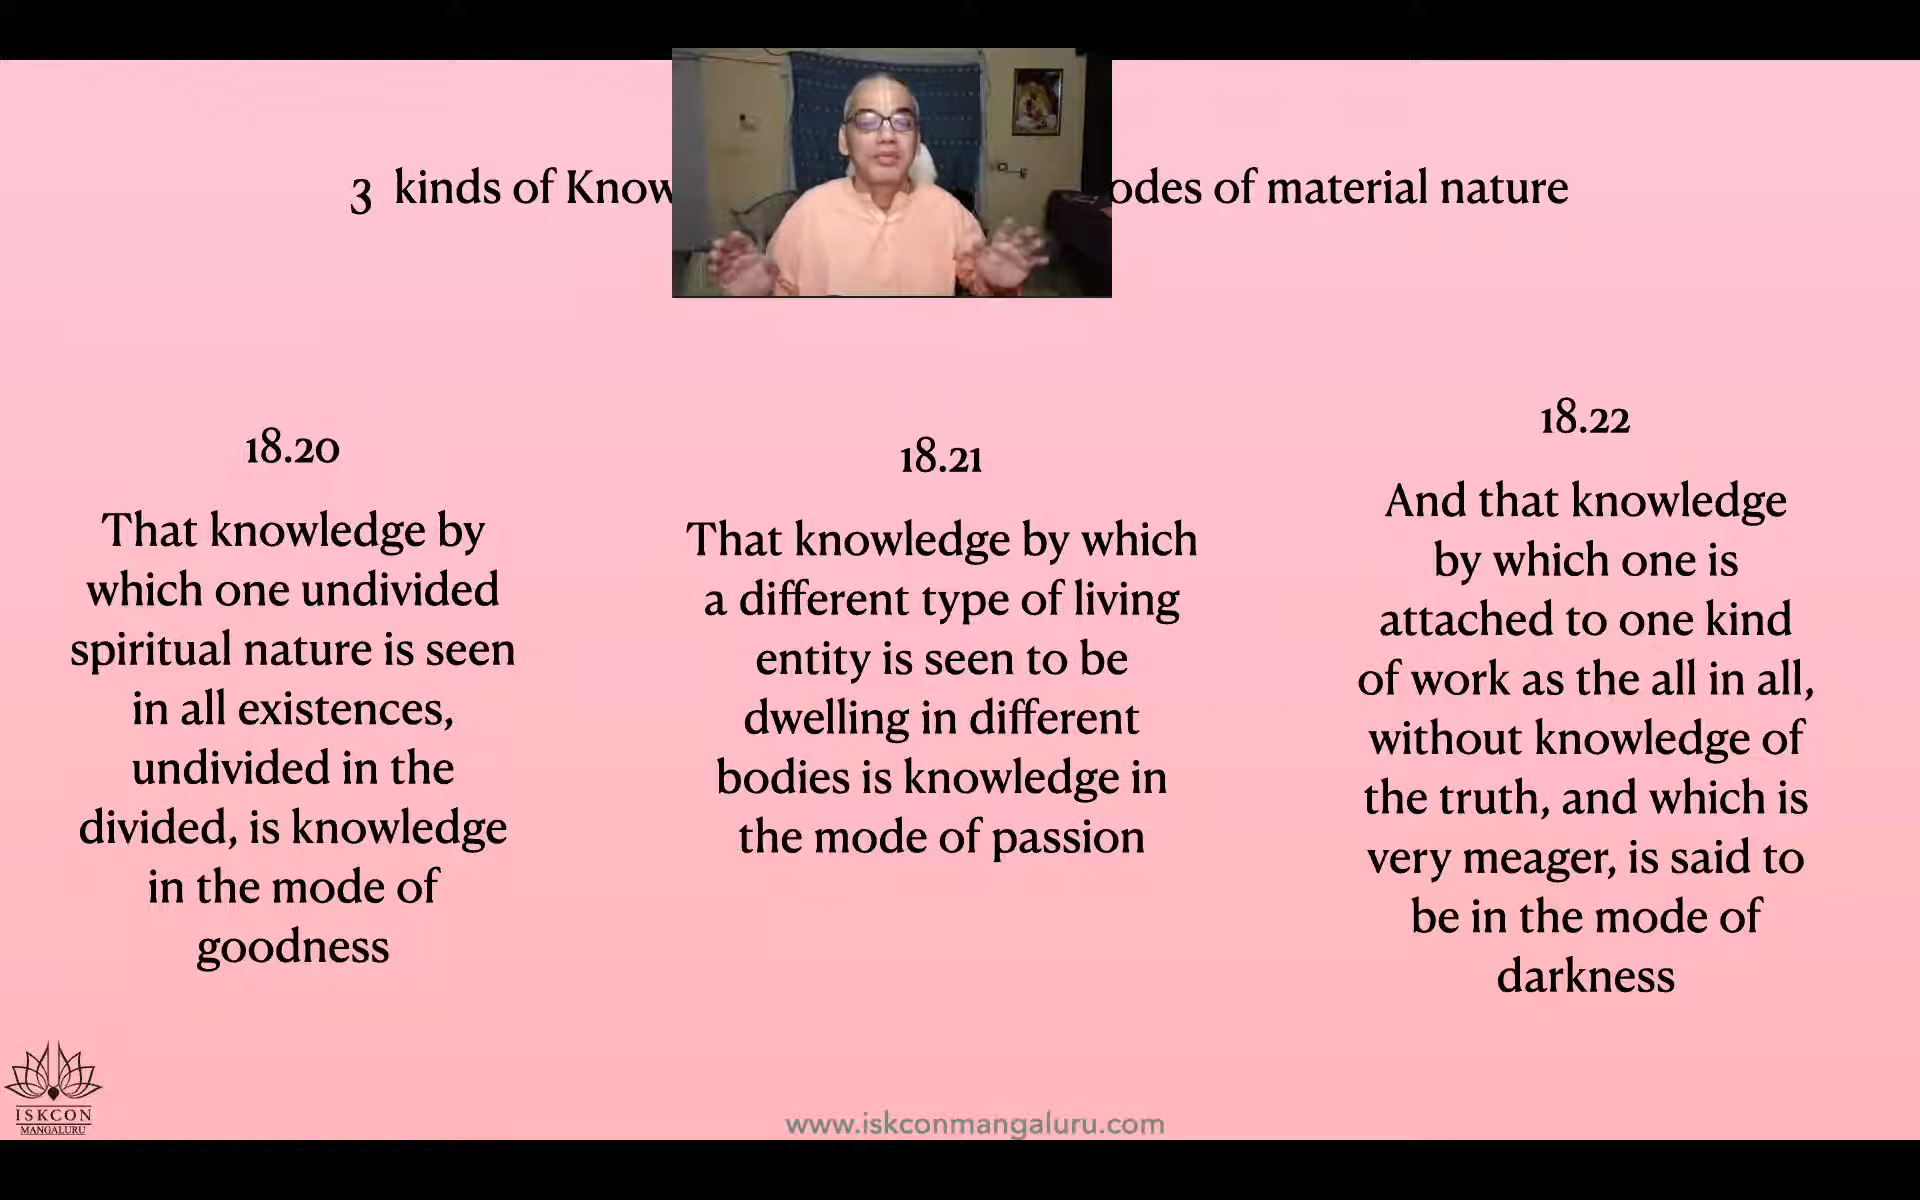 3 kinds of Know
odes of material nature
18.20
That knowledge by
which one undivided
spiritual nature is seen
in all existences,
undivided in the
divided, is knowledge
in the mode of
goodness
18.21
That knowledge by which
a different type of living
entity is seen to be
dwelling in different
bodies is knowledge in
the mode of passion
18.22
And that knowledge
by which one is
attached to one kind
of work as the all in all,
without knowledge of
the truth, and which is
very meager, is said to
be in the mode of
darkness
ISKCON
MANGALURU
www.iskconmangaluru.com